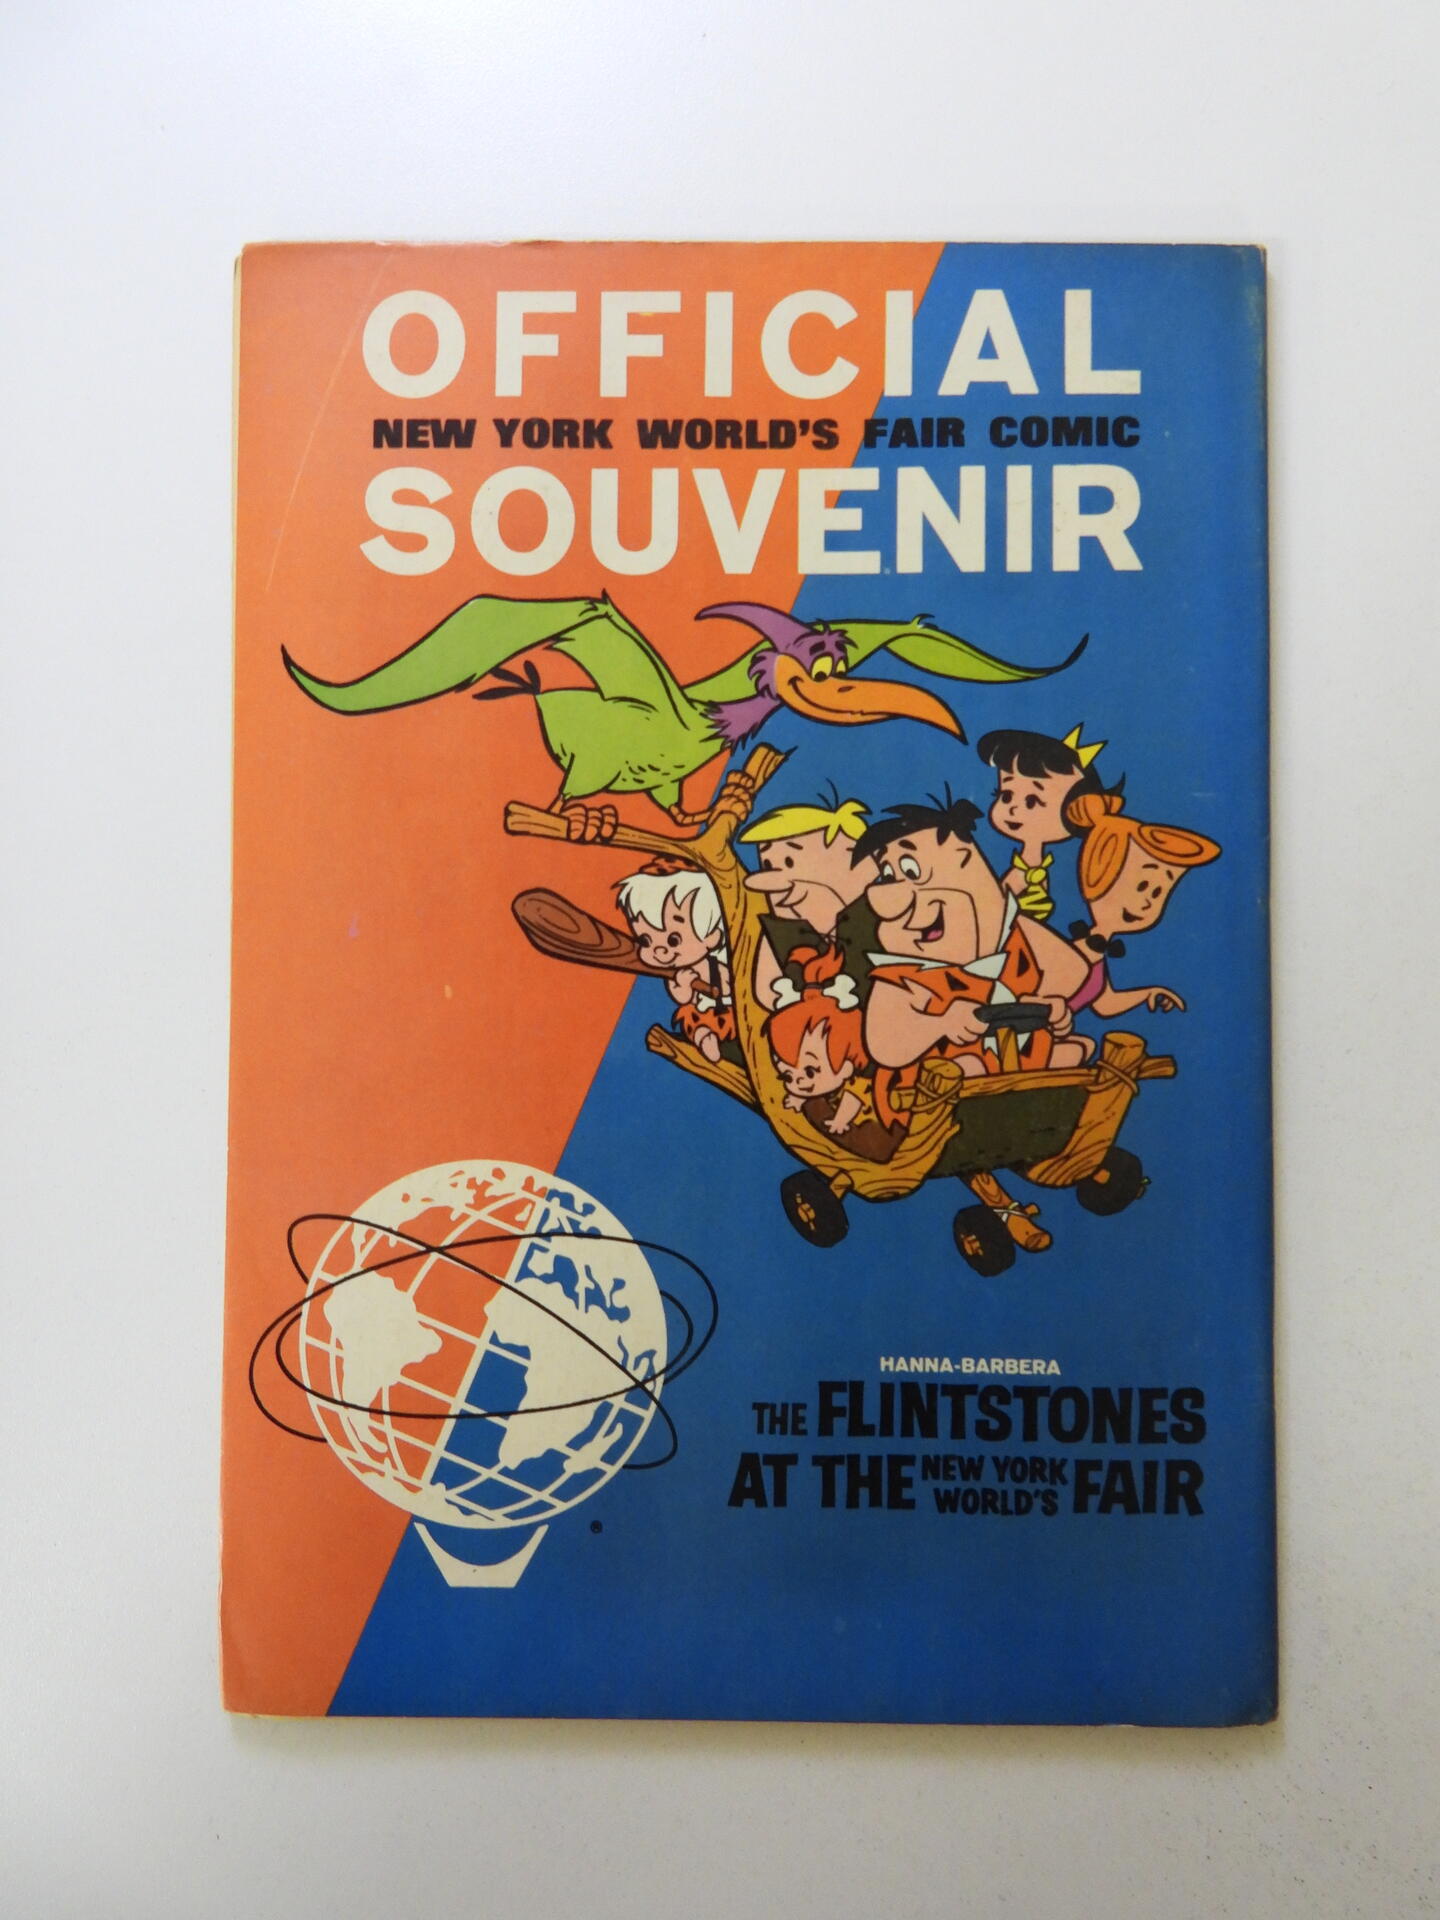 OFFICIAL
NEW YORK WORLD'S FAIR COMIC
SOUVENIR
®
HANNA-BARBERA
THE FLINTSTONES
AT THE NEW YORK WORLD'S FAIR